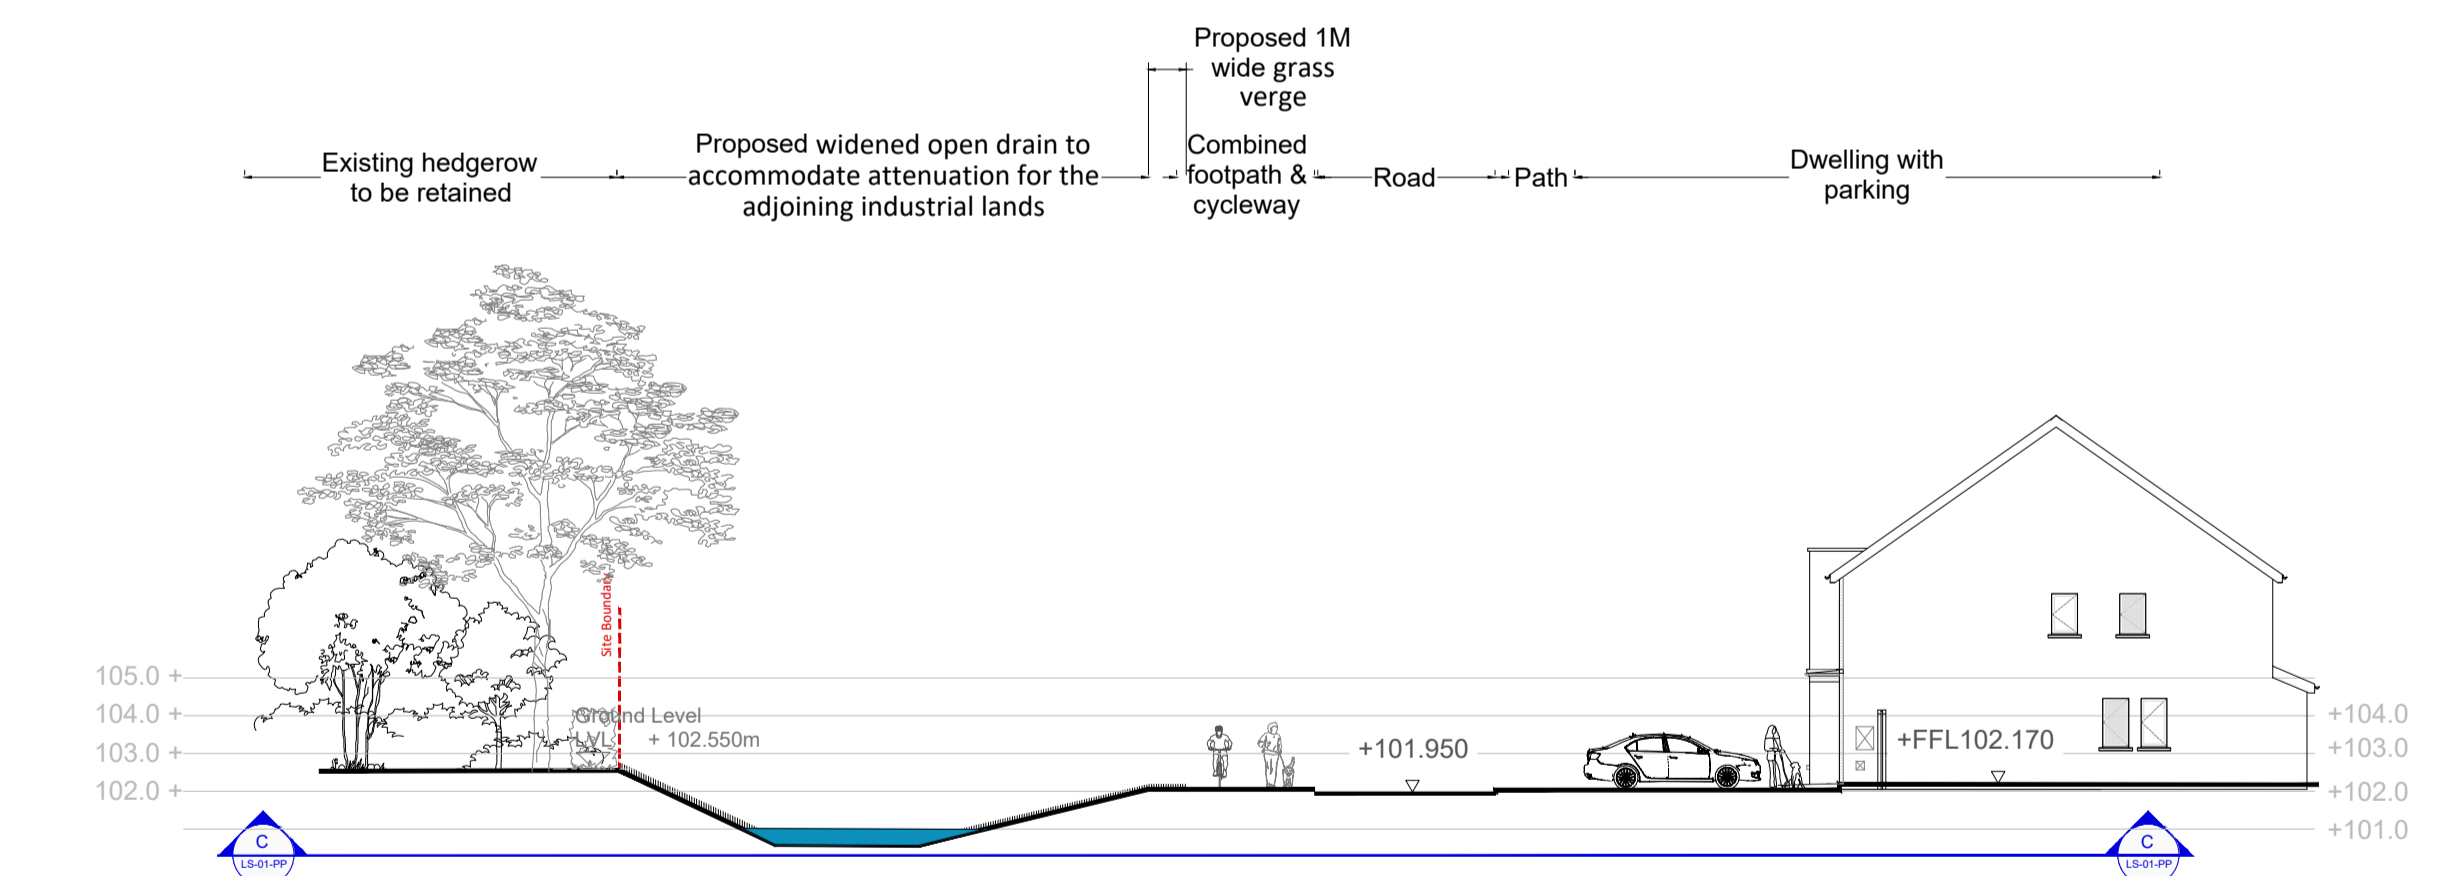 Proposed 1M
wide grass
verge
Existing hedgerow
to be retained
Proposed widened open drain to
accommodate attenuation for the
adjoining industrial lands
Combined
footpath &
cycleway
Road
Path
Dwelling with
parking
Site Boundary
Ground Level
LVL + 102.550m
105.0 +
104.0 +
103.0 +
102.0 +
+101.950
+FFL102.170
+104.0
+103.0
+102.0
+101.0
C
LS-01-PP
C
LS-01-PP